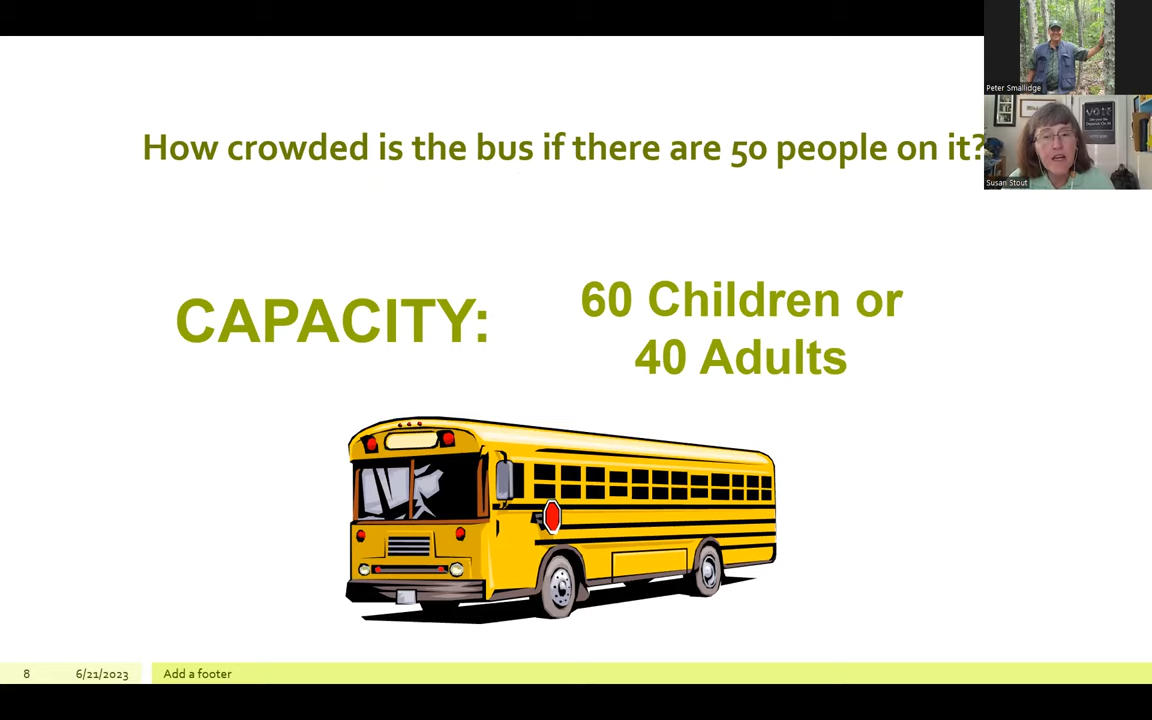 Peter Smallidge
VOTE
How crowded is the bus if there are 50 people on it?
Susan Stout
CAPACITY:
60 Children or
40 Adults
8
6/21/2023
Add a footer